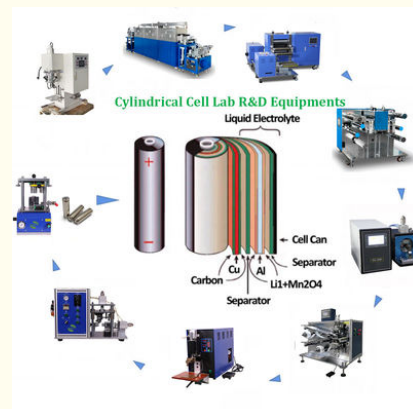 Cylindrical Cell Lab R&D Equipments
Liquid Electrolyte
+
−
Cell Can
Separator
Cu
Al
Carbon
Li1+Mn2O4
Separator